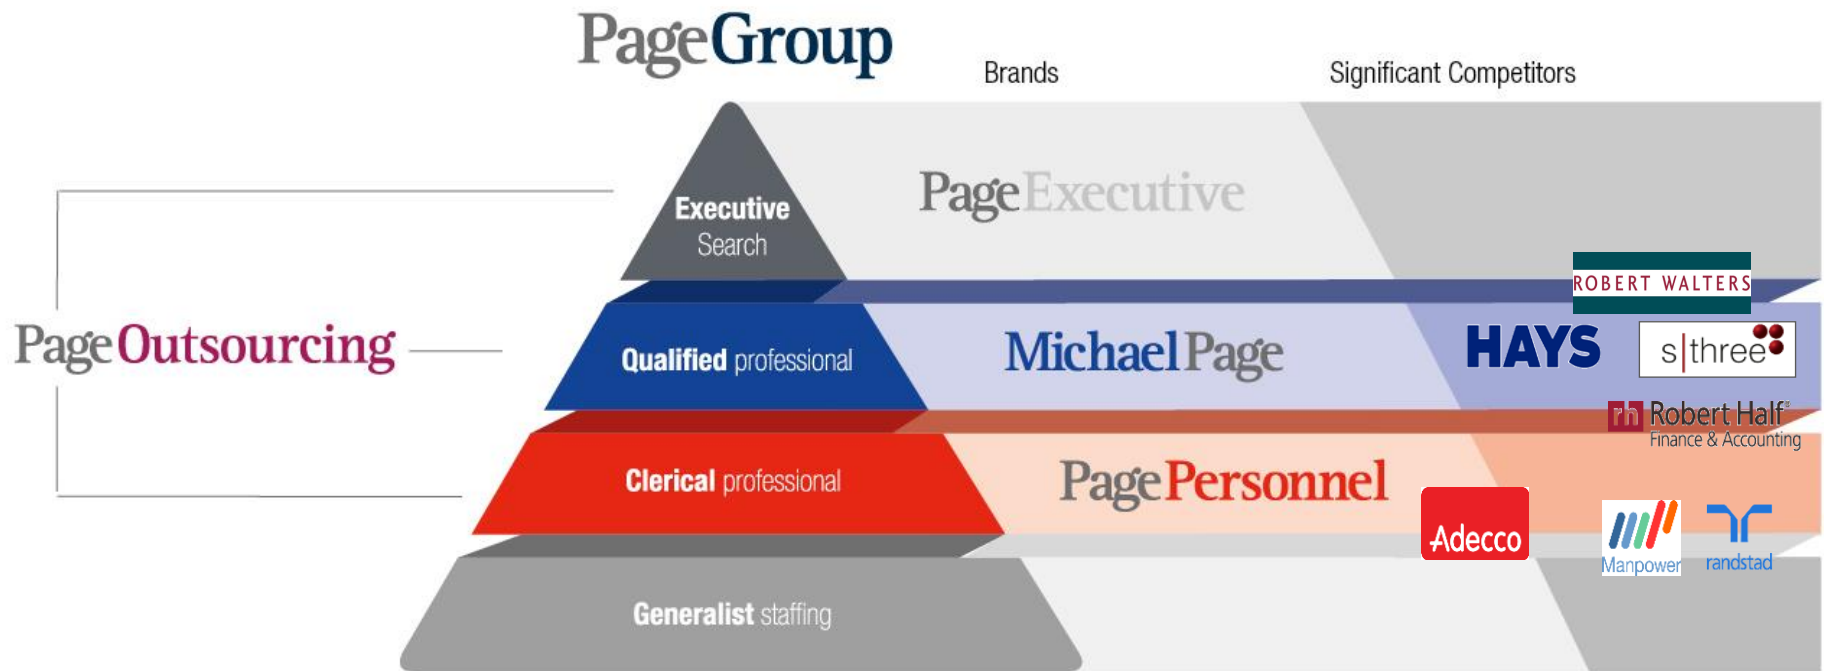 PageGroup
Brands
Significant Competitors
Executive
Search
PageExecutive
ROBERT WALTERS
PageOutsourcing
Qualified professional
MichaelPage
HAYS
s|three
rh Robert Half®
Finance & Accounting
Clerical professional
PagePersonnel
Adecco
Manpower
randstad
Generalist staffing